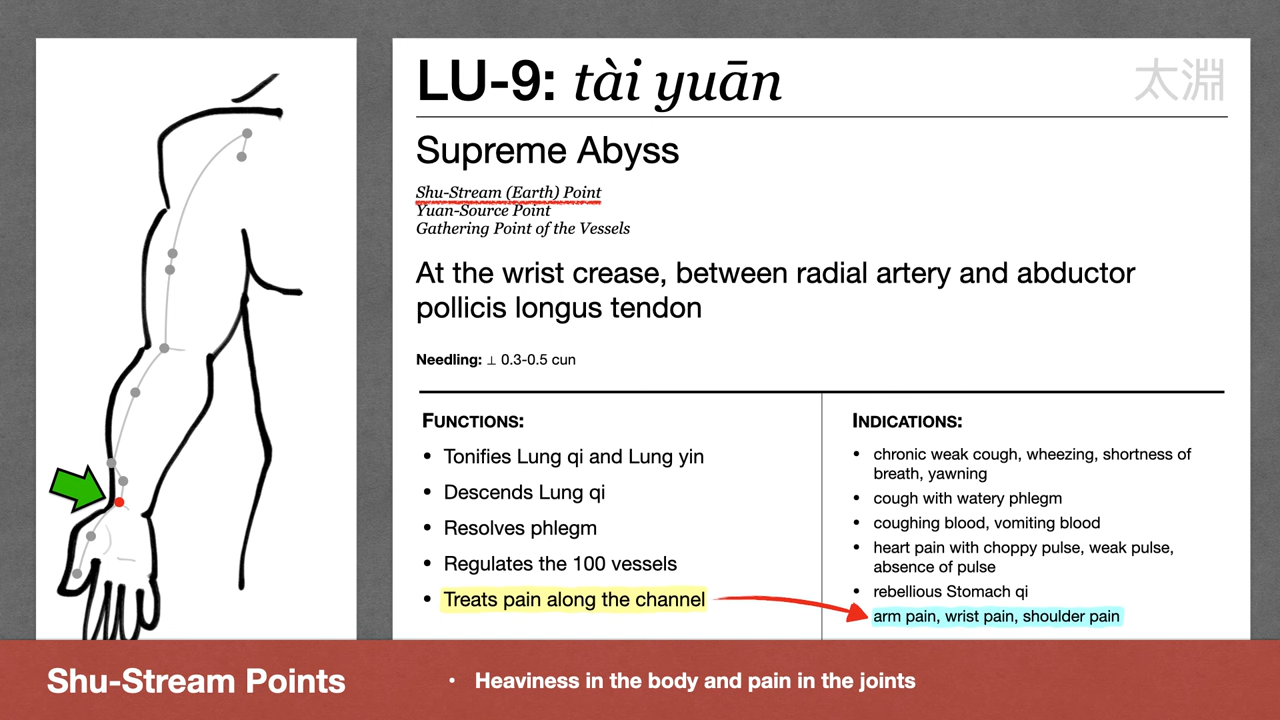 LU-9: tài yuān
太淵
Supreme Abyss
Shu-Stream (Earth) Point
Yuan-Source Point
Gathering Point of the Vessels
At the wrist crease, between radial artery and abductor
pollicis longus tendon
Needling: ⊥ 0.3-0.5 cun
FUNCTIONS:
• Tonifies Lung qi and Lung yin
• Descends Lung qi
• Resolves phlegm
• Regulates the 100 vessels
• Treats pain along the channel
INDICATIONS:
• chronic weak cough, wheezing, shortness of
breath, yawning
• cough with watery phlegm
• coughing blood, vomiting blood
• heart pain with choppy pulse, weak pulse,
absence of pulse
• rebellious Stomach qi
arm pain, wrist pain, shoulder pain
Shu-Stream Points
• Heaviness in the body and pain in the joints